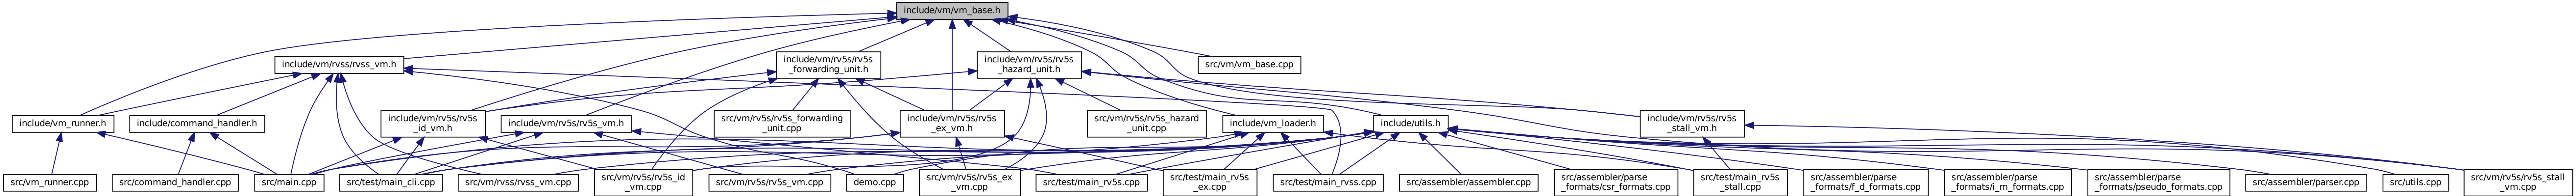 include/vm/vm_base.h
include/vm/rvss/rvss_vm.h
include/vm/rv5s/rv5s
_forwarding_unit.h
include/vm/rv5s/rv5s
_hazard_unit.h
src/vm/vm_base.cpp
include/vm_runner.h
include/command_handler.h
include/vm/rv5s/rv5s
_id_vm.h
include/vm/rv5s/rv5s_vm.h
src/vm/rv5s/rv5s_forwarding
_unit.cpp
include/vm/rv5s/rv5s
_ex_vm.h
src/vm/rv5s/rv5s_hazard
_unit.cpp
include/vm_loader.h
include/utils.h
include/vm/rv5s/rv5s
_stall_vm.h
src/vm_runner.cpp
src/command_handler.cpp
src/main.cpp
src/test/main_cli.cpp
src/vm/rvss/rvss_vm.cpp
src/vm/rv5s/rv5s_id
_vm.cpp
src/vm/rv5s/rv5s_vm.cpp
demo.cpp
src/vm/rv5s/rv5s_ex
_vm.cpp
src/test/main_rv5s.cpp
src/test/main_rv5s
_ex.cpp
src/test/main_rvss.cpp
src/assembler/assembler.cpp
src/assembler/parser
_formats/csr_formats.cpp
src/test/main_rv5s
_stall.cpp
src/assembler/parser
_formats/f_d_formats.cpp
src/assembler/parser
_formats/i_m_formats.cpp
src/assembler/parser
_formats/pseudo_formats.cpp
src/assembler/parser.cpp
src/utils.cpp
src/vm/rv5s/rv5s_stall
_vm.cpp